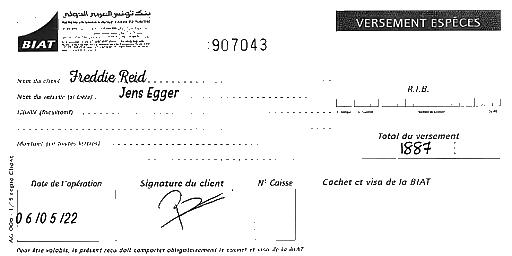 بنك تونس العربي الدولي
BIAT
VERSEMENT ESPÈCES
907043
Nom du client Freddie Reid
Nom du remettant (si tiers) Jens Egger
Libellé (facultatif)
R.I.B.
Total du versement
1887
Montant (en toutes lettres)
Date de l'opération Signature du client N° Caisse Cachet et visa de la BIAT
06/05/22
Pour être valable, le présent reçu doit comporter obligatoirement le cachet et visa de la BIAT